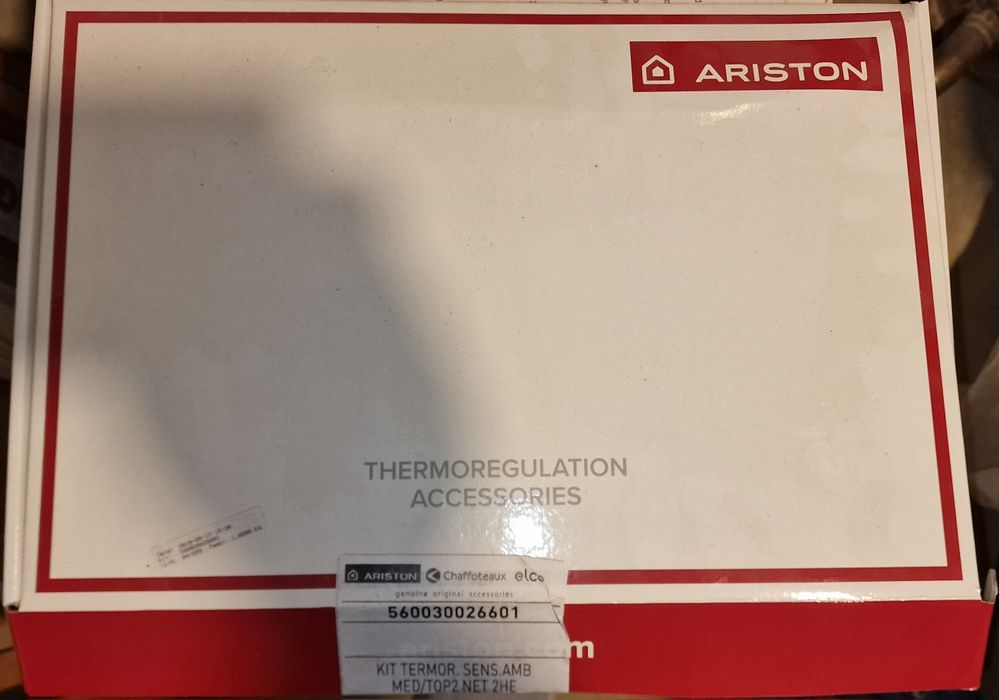 ARISTON
THERMOREGULATION
ACCESSORIES
ARISTON Chaffoteaux elco
genuine original accessories
560030026601
KIT TERMOR. SENS.AMB
MED/TOP2 NET 2HE